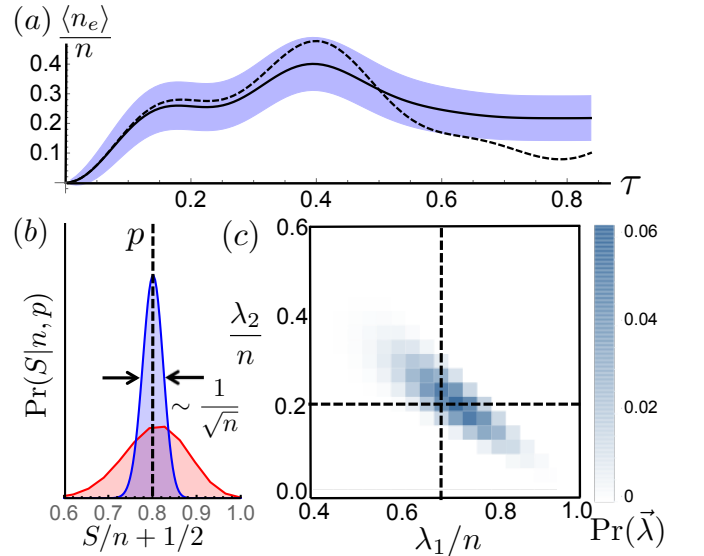 (a) ⟨n_e⟩/n
0.4
0.3
0.2
0.1
0.2 0.4 0.6 0.8 τ
(b) p
Pr(S|n, p)
∼ 1/√n
0.6 0.7 0.8 0.9 1.0
S/n + 1/2
(c)
λ₂/n
0.6
0.4
0.2
0.0
0.4 0.6 0.8 1.0
λ₁/n
0.06
0.04
0.02
0
Pr(λ⃗)